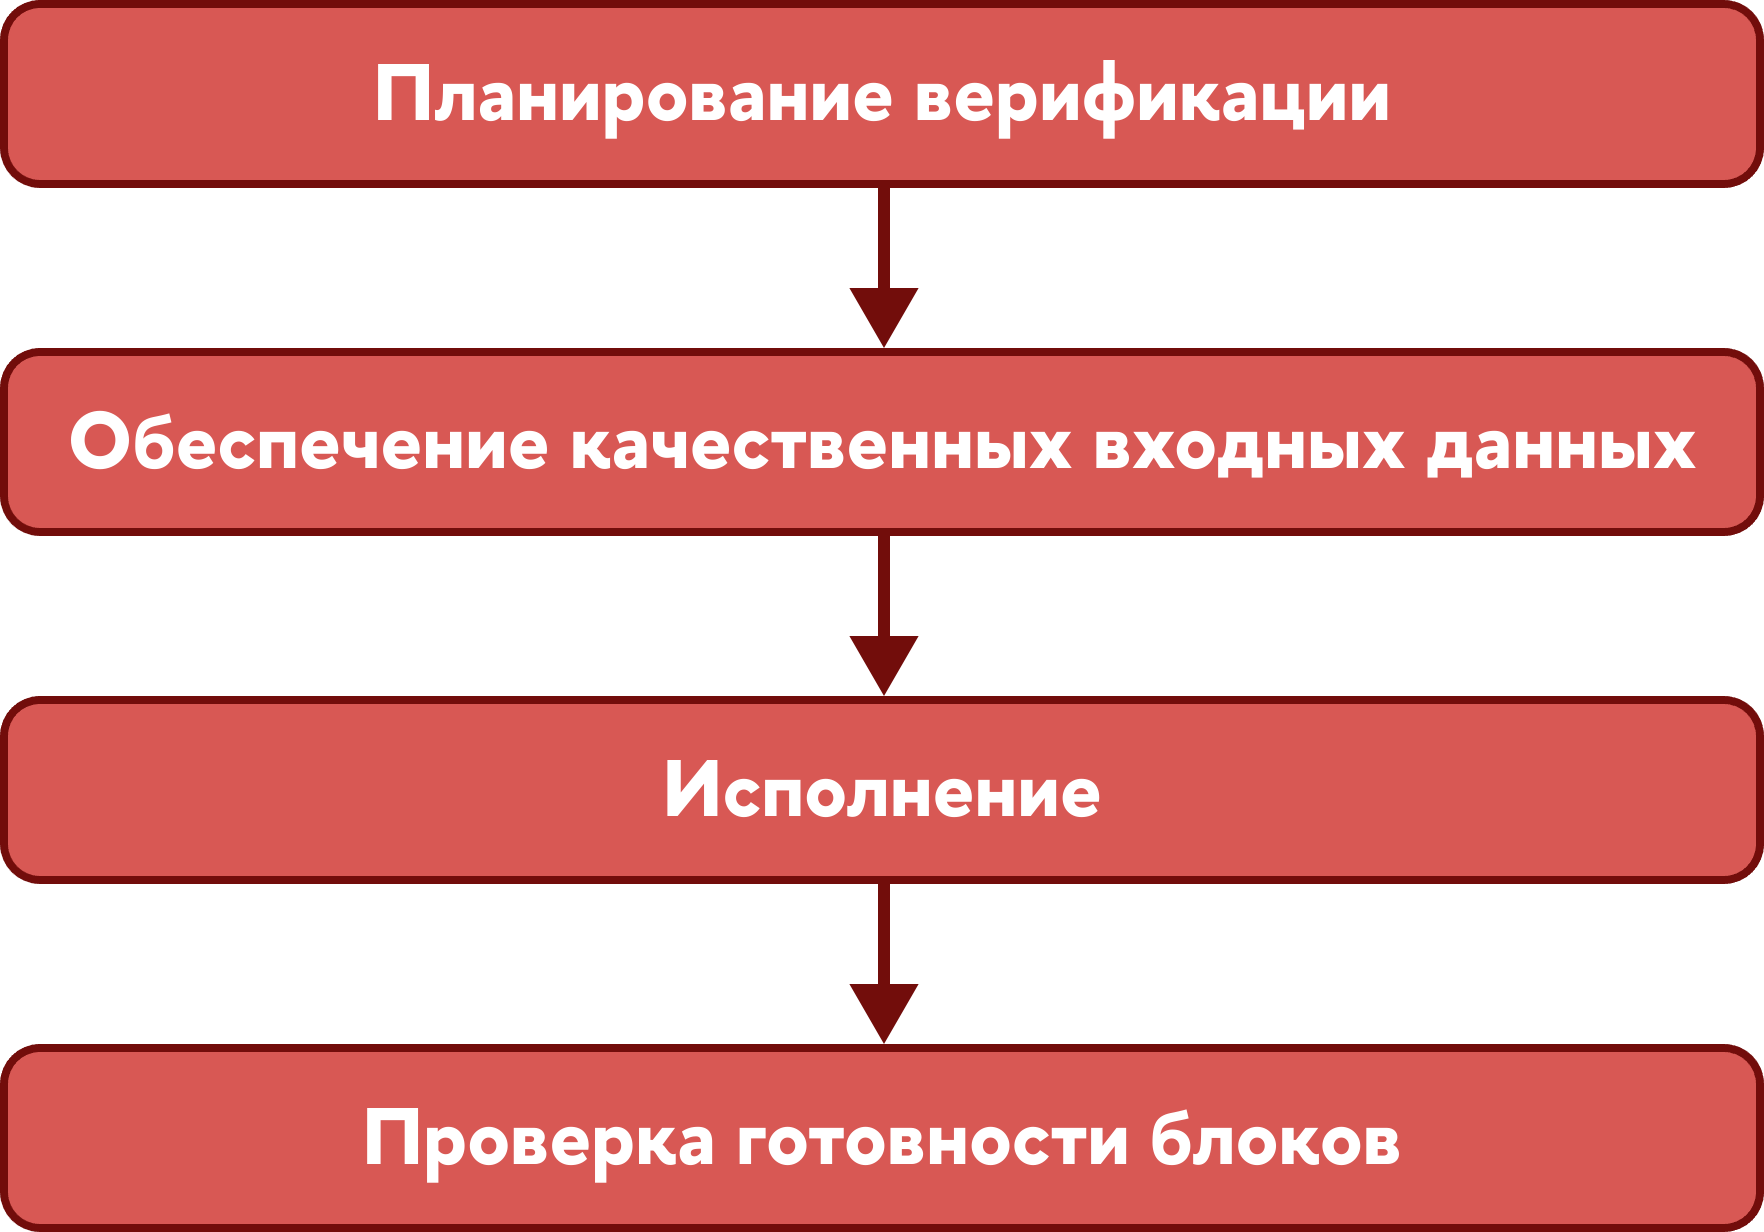 Планирование верификации
Обеспечение качественных входных данных
Исполнение
Проверка готовности блоков